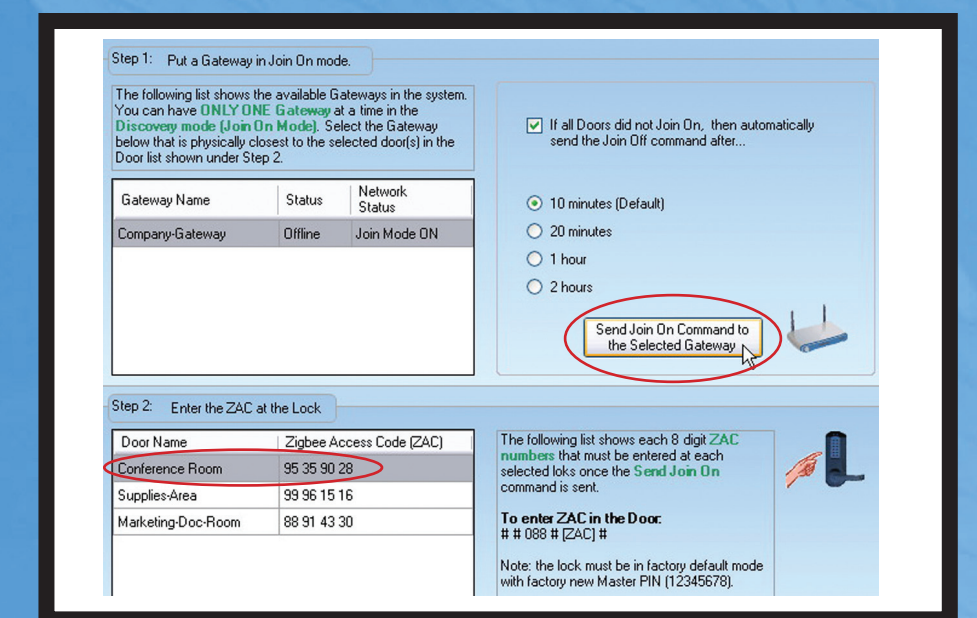 Step 1: Put a Gateway in Join On mode.
The following list shows the available Gateways in the system.
You can have ONLY ONE Gateway at a time in the
Discovery mode (Join On Mode). Select the Gateway
below that is physically closest to the selected door(s) in the
Door list shown under Step 2.
Gateway Name Status Network
Status
Company-Gateway Offline Join Mode ON
If all Doors did not Join On, then automatically
send the Join Off command after...
10 minutes (Default)
20 minutes
1 hour
2 hours
Send Join On Command to
the Selected Gateway
Step 2: Enter the ZAC at the Lock
Door Name Zigbee Access Code (ZAC)
Conference Room 95 35 90 28
Supplies-Area 99 96 15 16
Marketing-Doc-Room 88 91 43 30
The following list shows each 8 digit ZAC
numbers that must be entered at each
selected loks once the Send Join On
command is sent.
To enter ZAC in the Door:
# # 088 # [ZAC] #
Note: the lock must be in factory default mode
with factory new Master PIN (12345678).